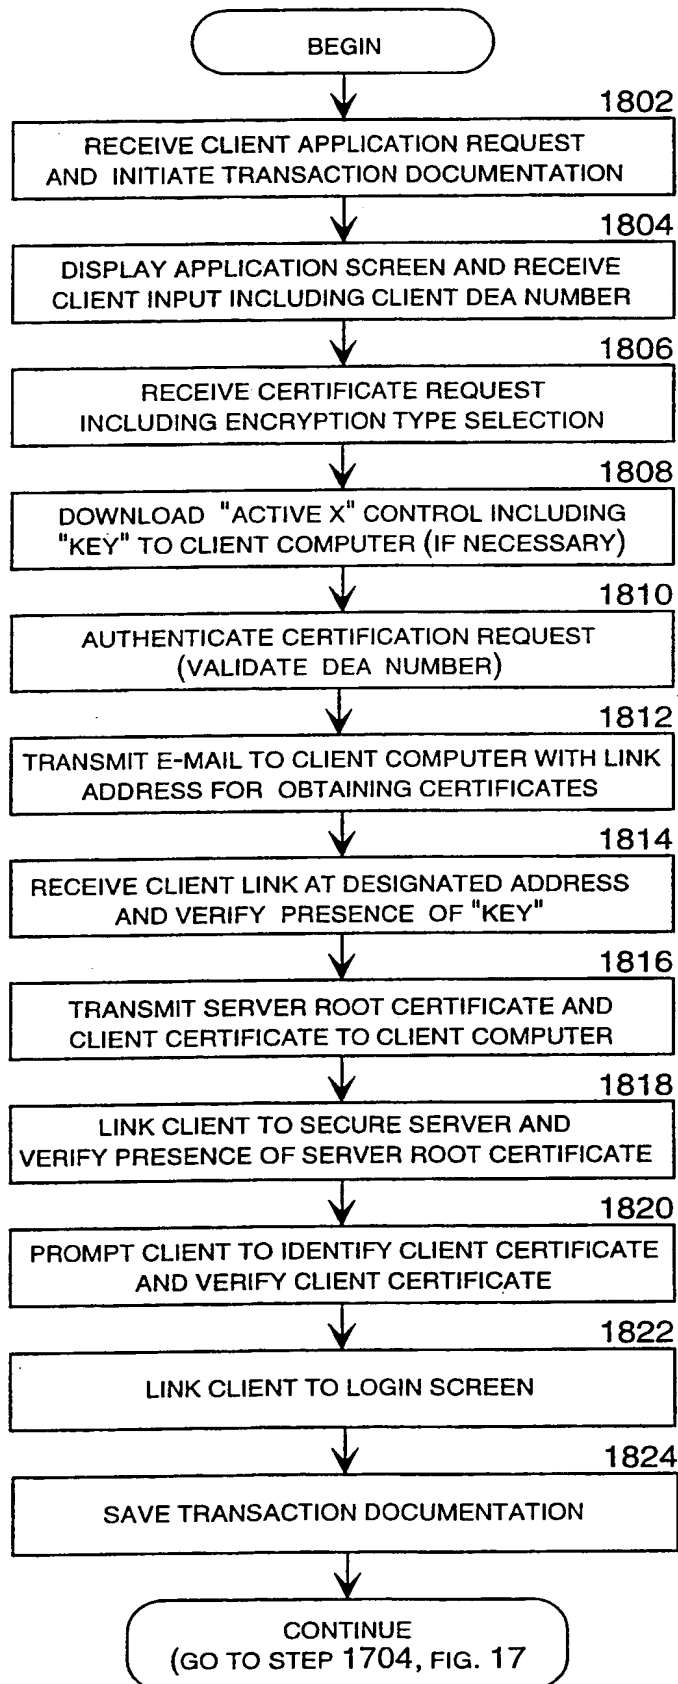 BEGIN
1802
RECEIVE CLIENT APPLICATION REQUEST
AND INITIATE TRANSACTION DOCUMENTATION
1804
DISPLAY APPLICATION SCREEN AND RECEIVE
CLIENT INPUT INCLUDING CLIENT DEA NUMBER
1806
RECEIVE CERTIFICATE REQUEST
INCLUDING ENCRYPTION TYPE SELECTION
1808
DOWNLOAD "ACTIVE X" CONTROL INCLUDING
"KEY" TO CLIENT COMPUTER (IF NECESSARY)
1810
AUTHENTICATE CERTIFICATION REQUEST
(VALIDATE DEA NUMBER)
1812
TRANSMIT E-MAIL TO CLIENT COMPUTER WITH LINK
ADDRESS FOR OBTAINING CERTIFICATES
1814
RECEIVE CLIENT LINK AT DESIGNATED ADDRESS
AND VERIFY PRESENCE OF "KEY"
1816
TRANSMIT SERVER ROOT CERTIFICATE AND
CLIENT CERTIFICATE TO CLIENT COMPUTER
1818
LINK CLIENT TO SECURE SERVER AND
VERIFY PRESENCE OF SERVER ROOT CERTIFICATE
1820
PROMPT CLIENT TO IDENTIFY CLIENT CERTIFICATE
AND VERIFY CLIENT CERTIFICATE
1822
LINK CLIENT TO LOGIN SCREEN
1824
SAVE TRANSACTION DOCUMENTATION
CONTINUE
(GO TO STEP 1704, FIG. 17